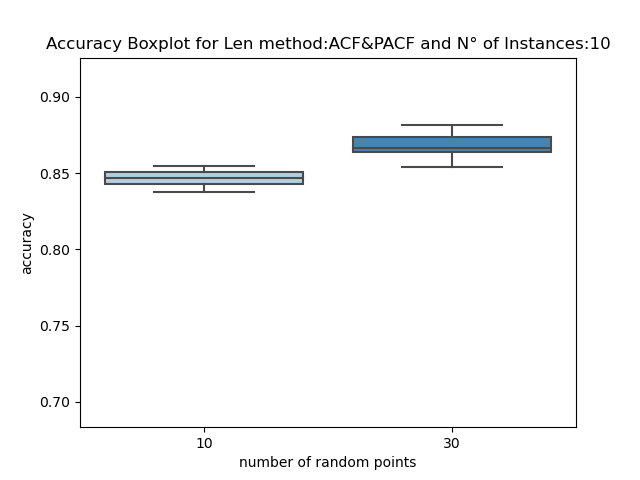 Accuracy Boxplot for Len method:ACF&PACF and N° of Instances:10
0.90
0.85
0.80
0.75
0.70
accuracy
10 30
number of random points